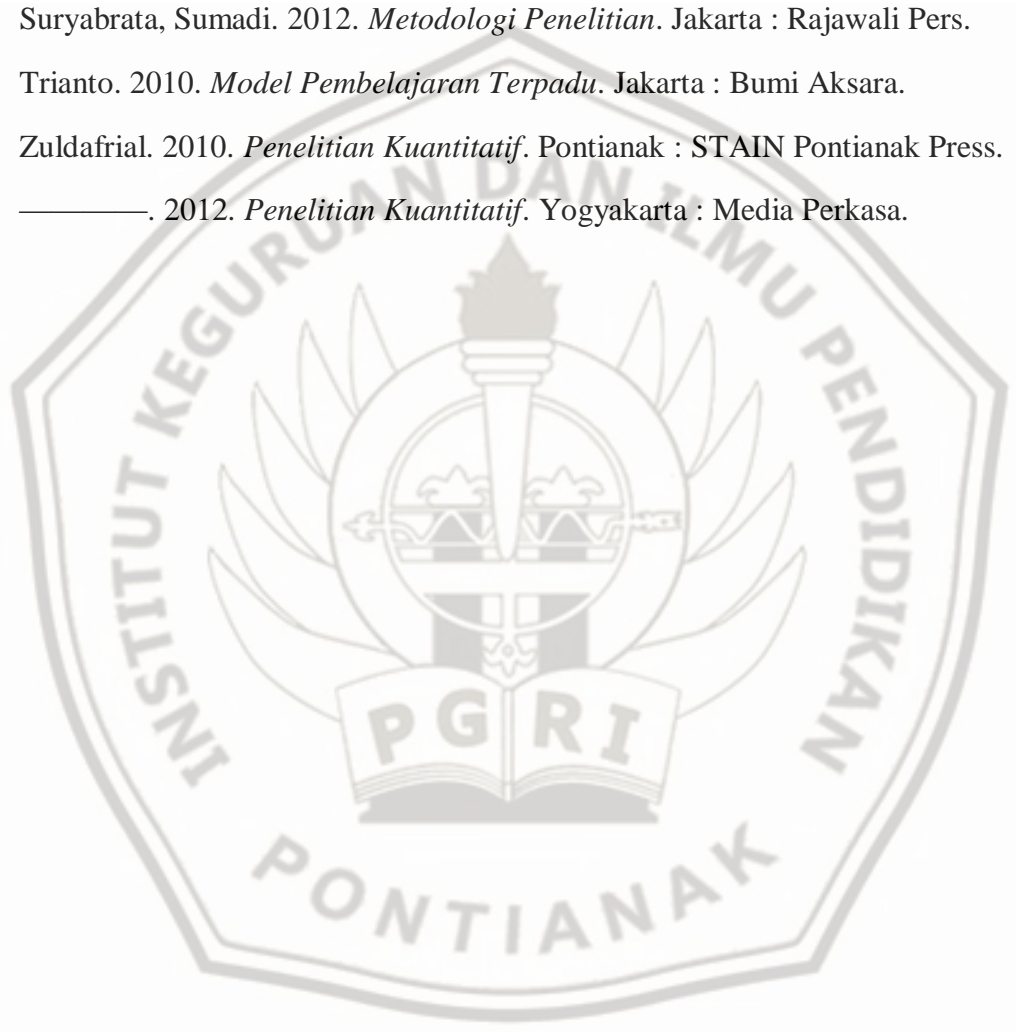 Suryabrata, Sumadi. 2012. Metodologi Penelitian. Jakarta : Rajawali Pers.
Trianto. 2010. Model Pembelajaran Terpadu. Jakarta : Bumi Aksara.
Zuldafrial. 2010. Penelitian Kuantitatif. Pontianak : STAIN Pontianak Press.
————. 2012. Penelitian Kuantitatif. Yogyakarta : Media Perkasa.
INSTITUT KEGURUAN DAN ILMU PENDIDIKAN
PGRI
PONTIANAK